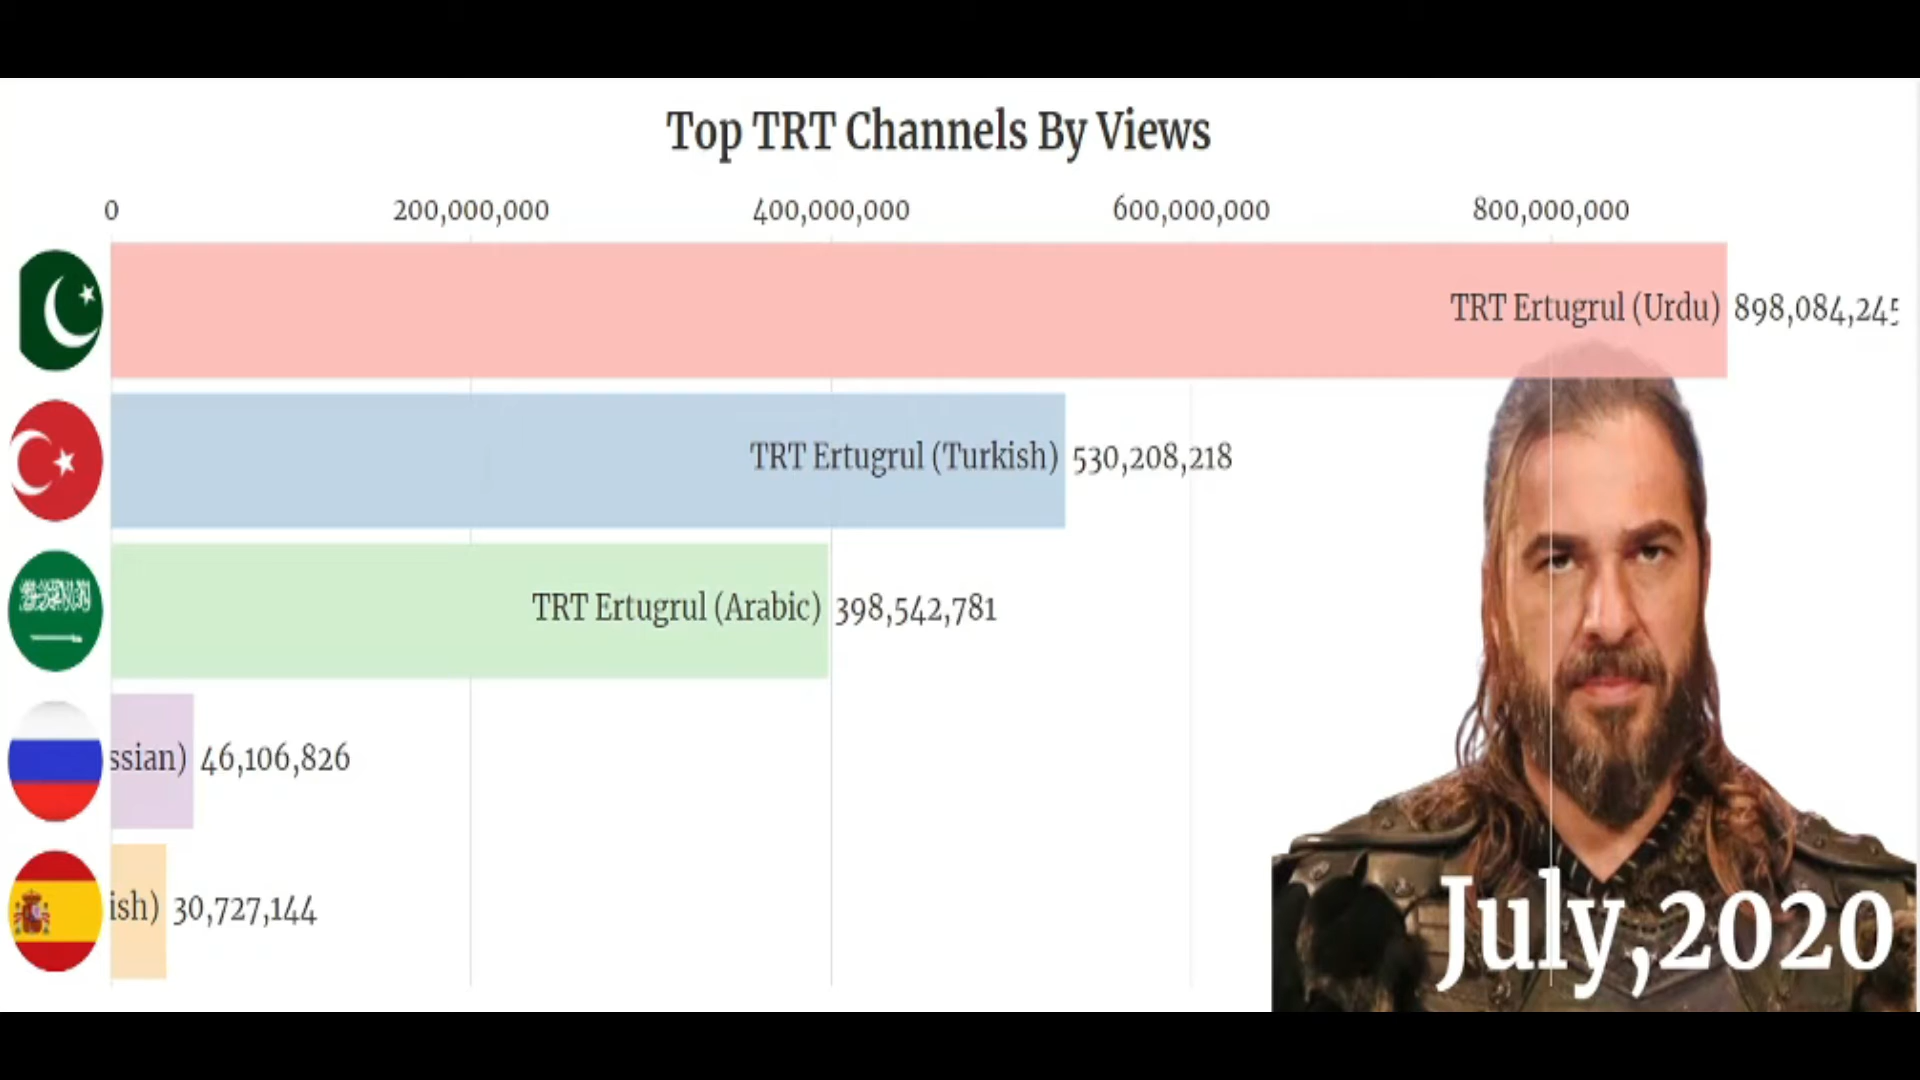 Top TRT Channels By Views
0 200,000,000 400,000,000 600,000,000 800,000,000
TRT Ertugrul (Urdu) 898,084,245
TRT Ertugrul (Turkish) 530,208,218
TRT Ertugrul (Arabic) 398,542,781
ssian) 46,106,826
ish) 30,727,144
July,2020